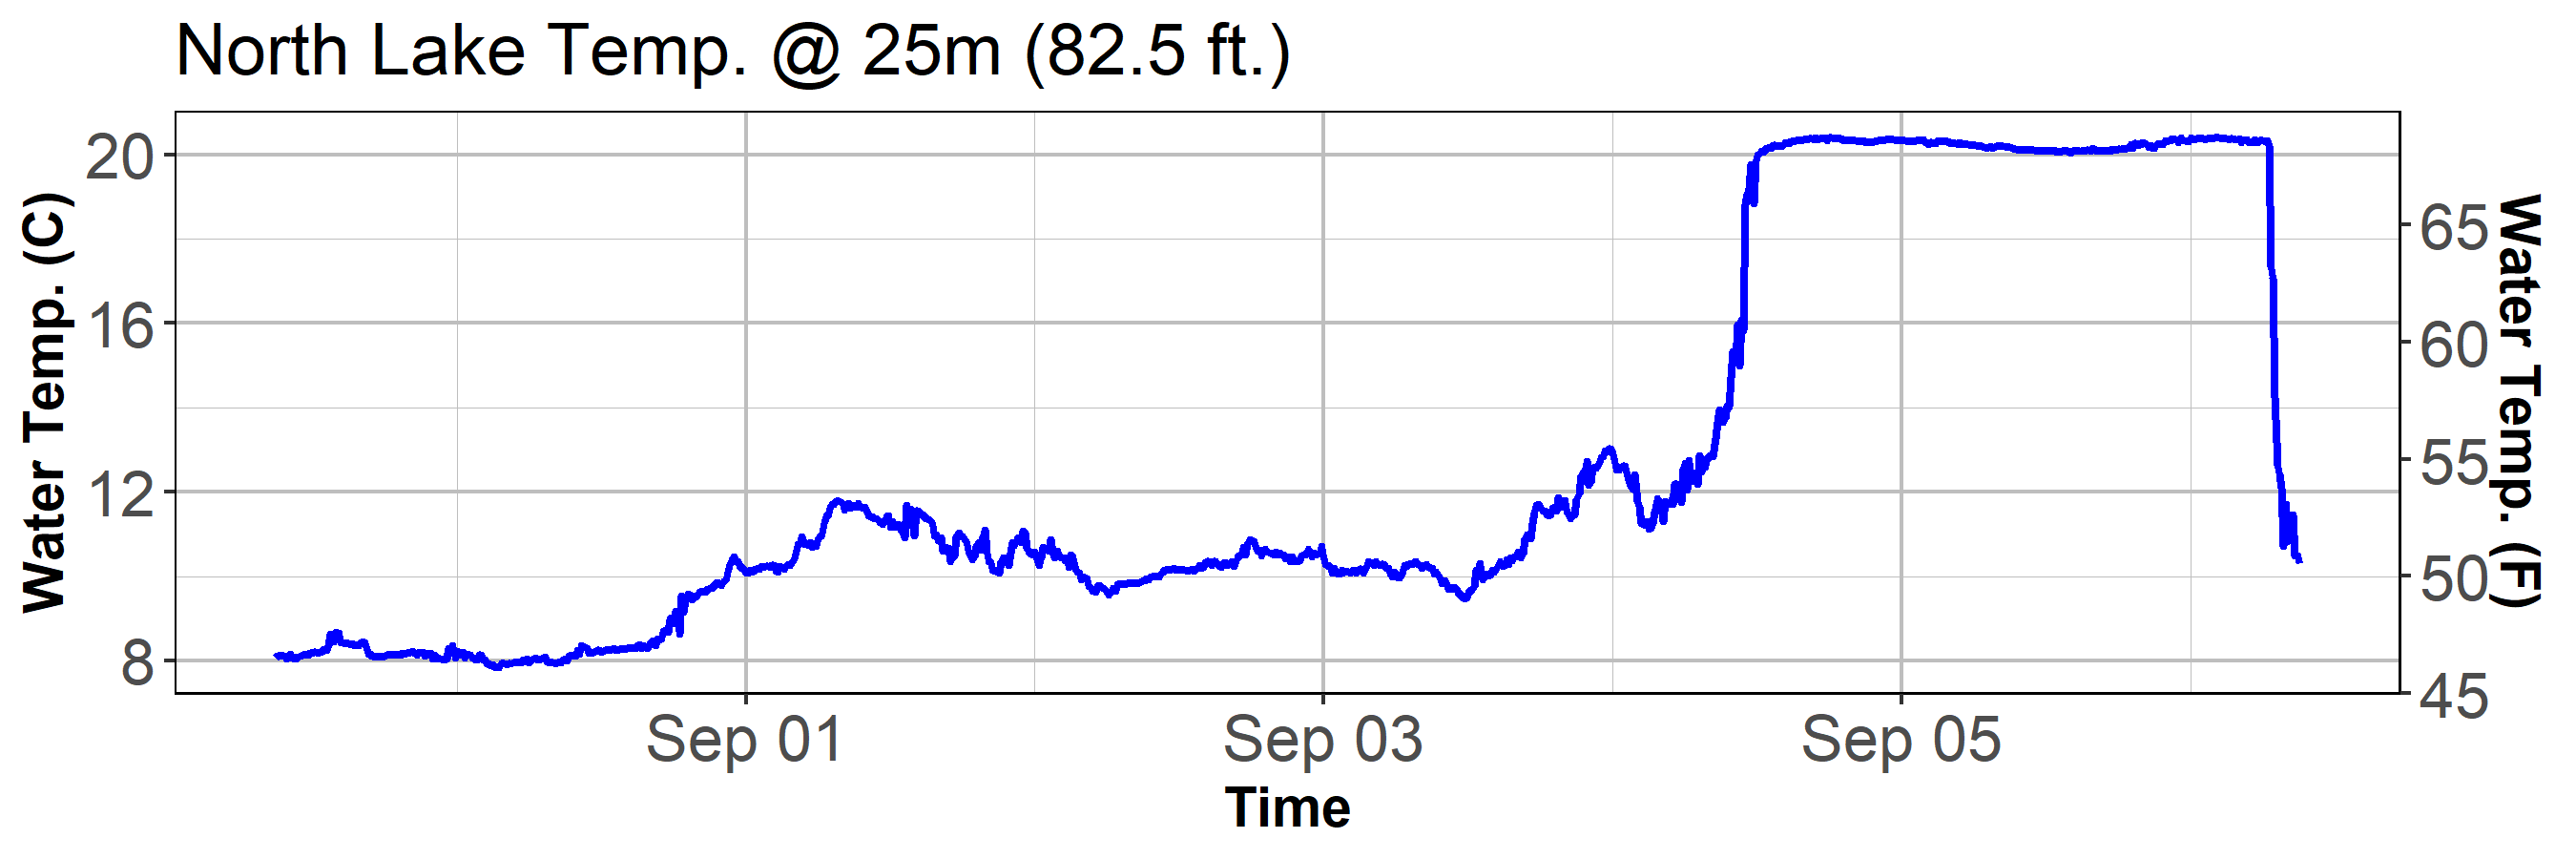 North Lake Temp. @ 25m (82.5 ft.)
Water Temp. (C)
20
16
12
8
Water Temp. (F)
65
60
55
50
45
Sep 01
Sep 03
Sep 05
Time